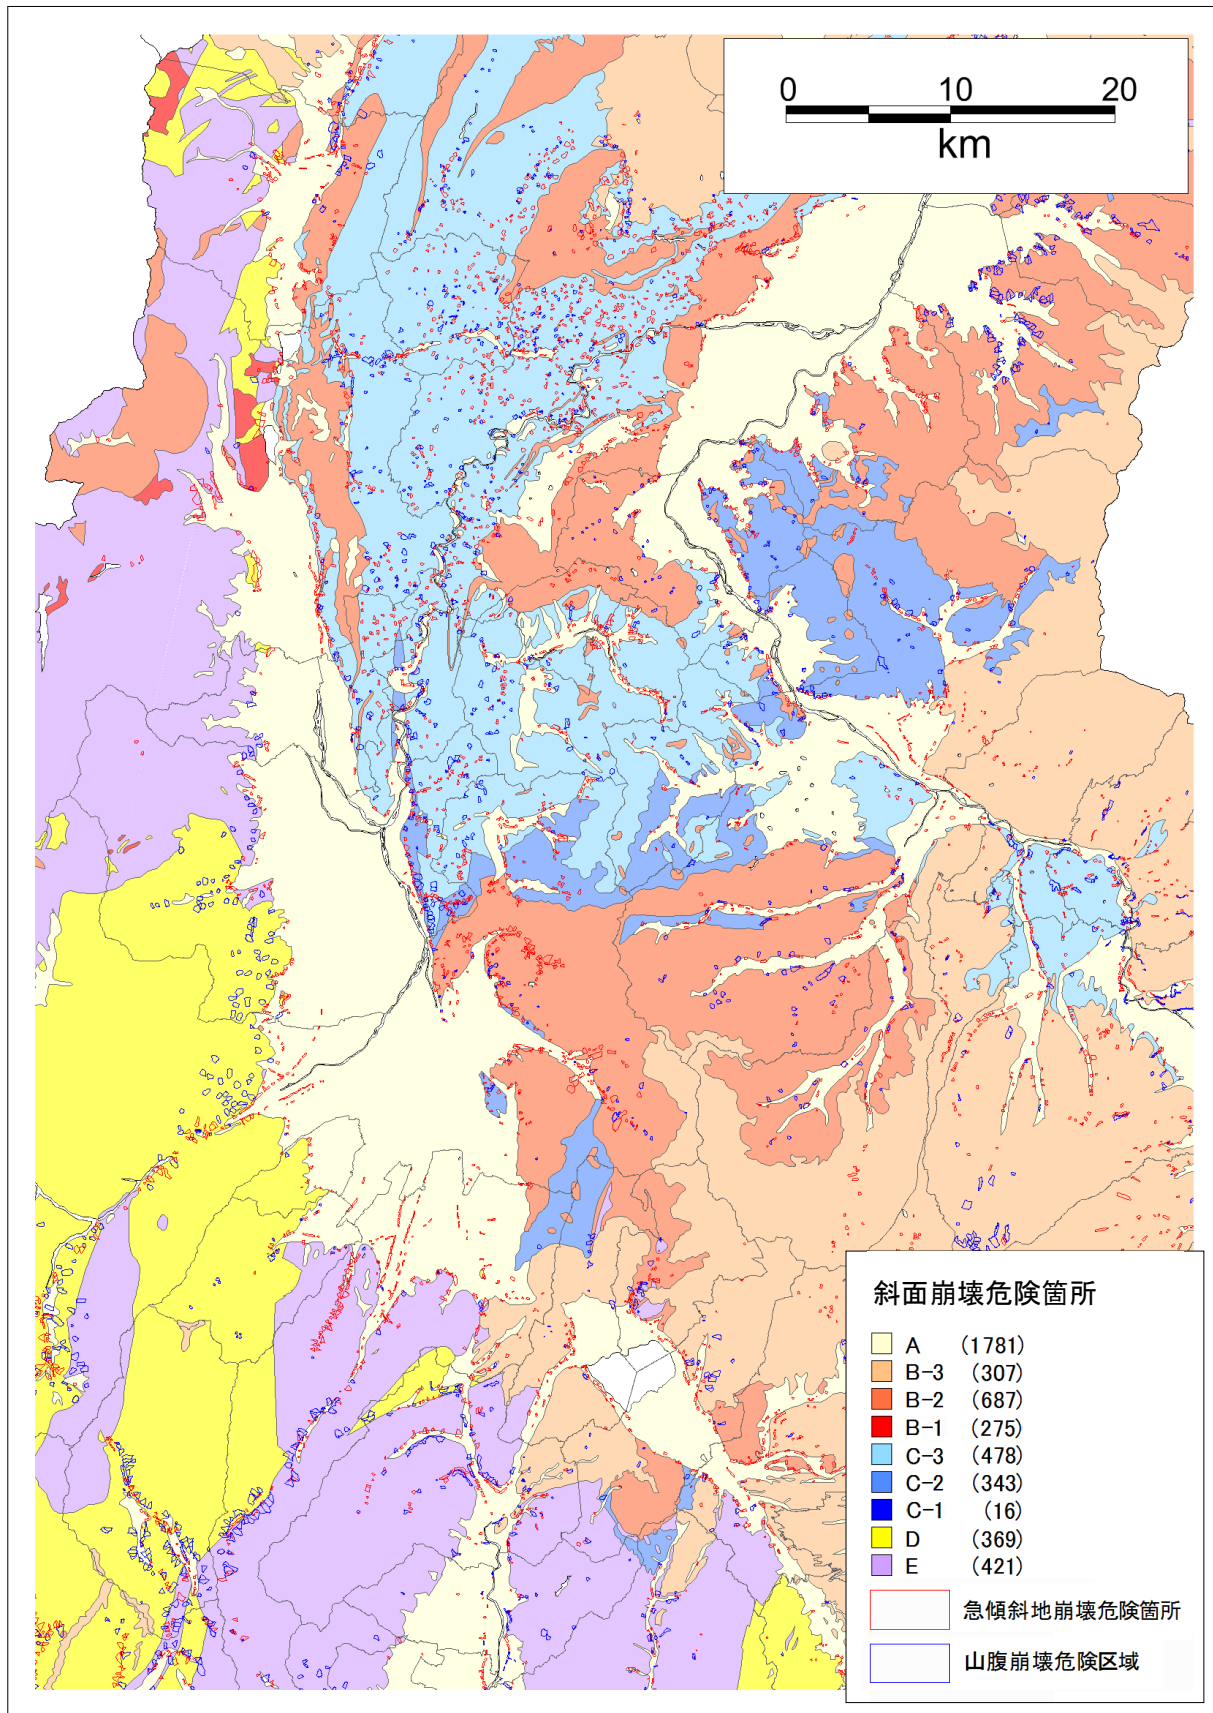 0 10 20
km
斜面崩壊危険箇所
A (1781)
B-3 (307)
B-2 (687)
B-1 (275)
C-3 (478)
C-2 (343)
C-1 (16)
D (369)
E (421)
急傾斜地崩壊危険箇所
山腹崩壊危険区域